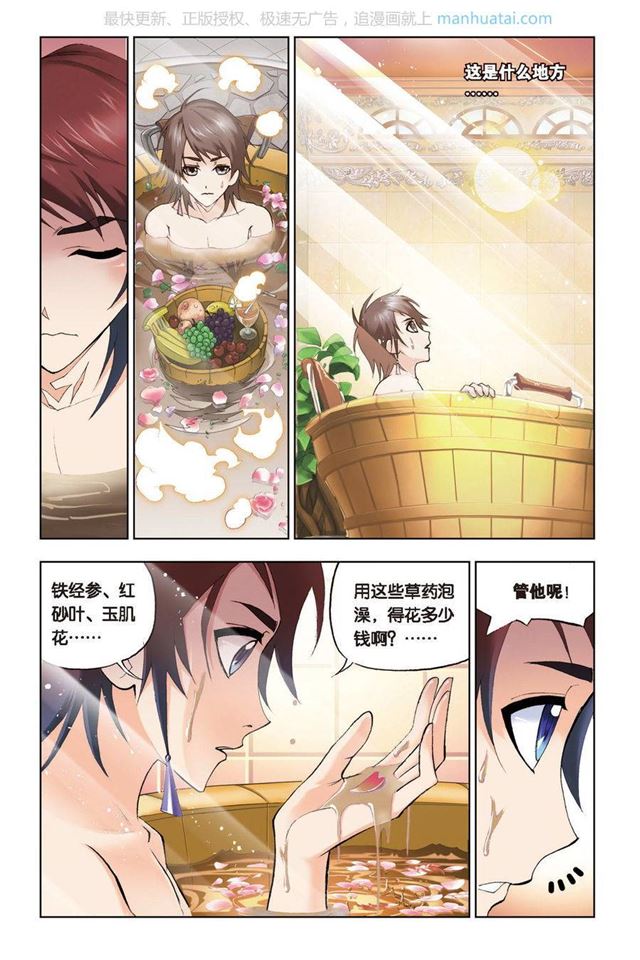 最快更新、正版授权、极速无广告，追漫画就上 manhuatai.com
这是什么地方
……
铁经参、红
砂叶、玉肌
花……
用这些草药泡
澡，得花多少
钱啊？……
管他呢！